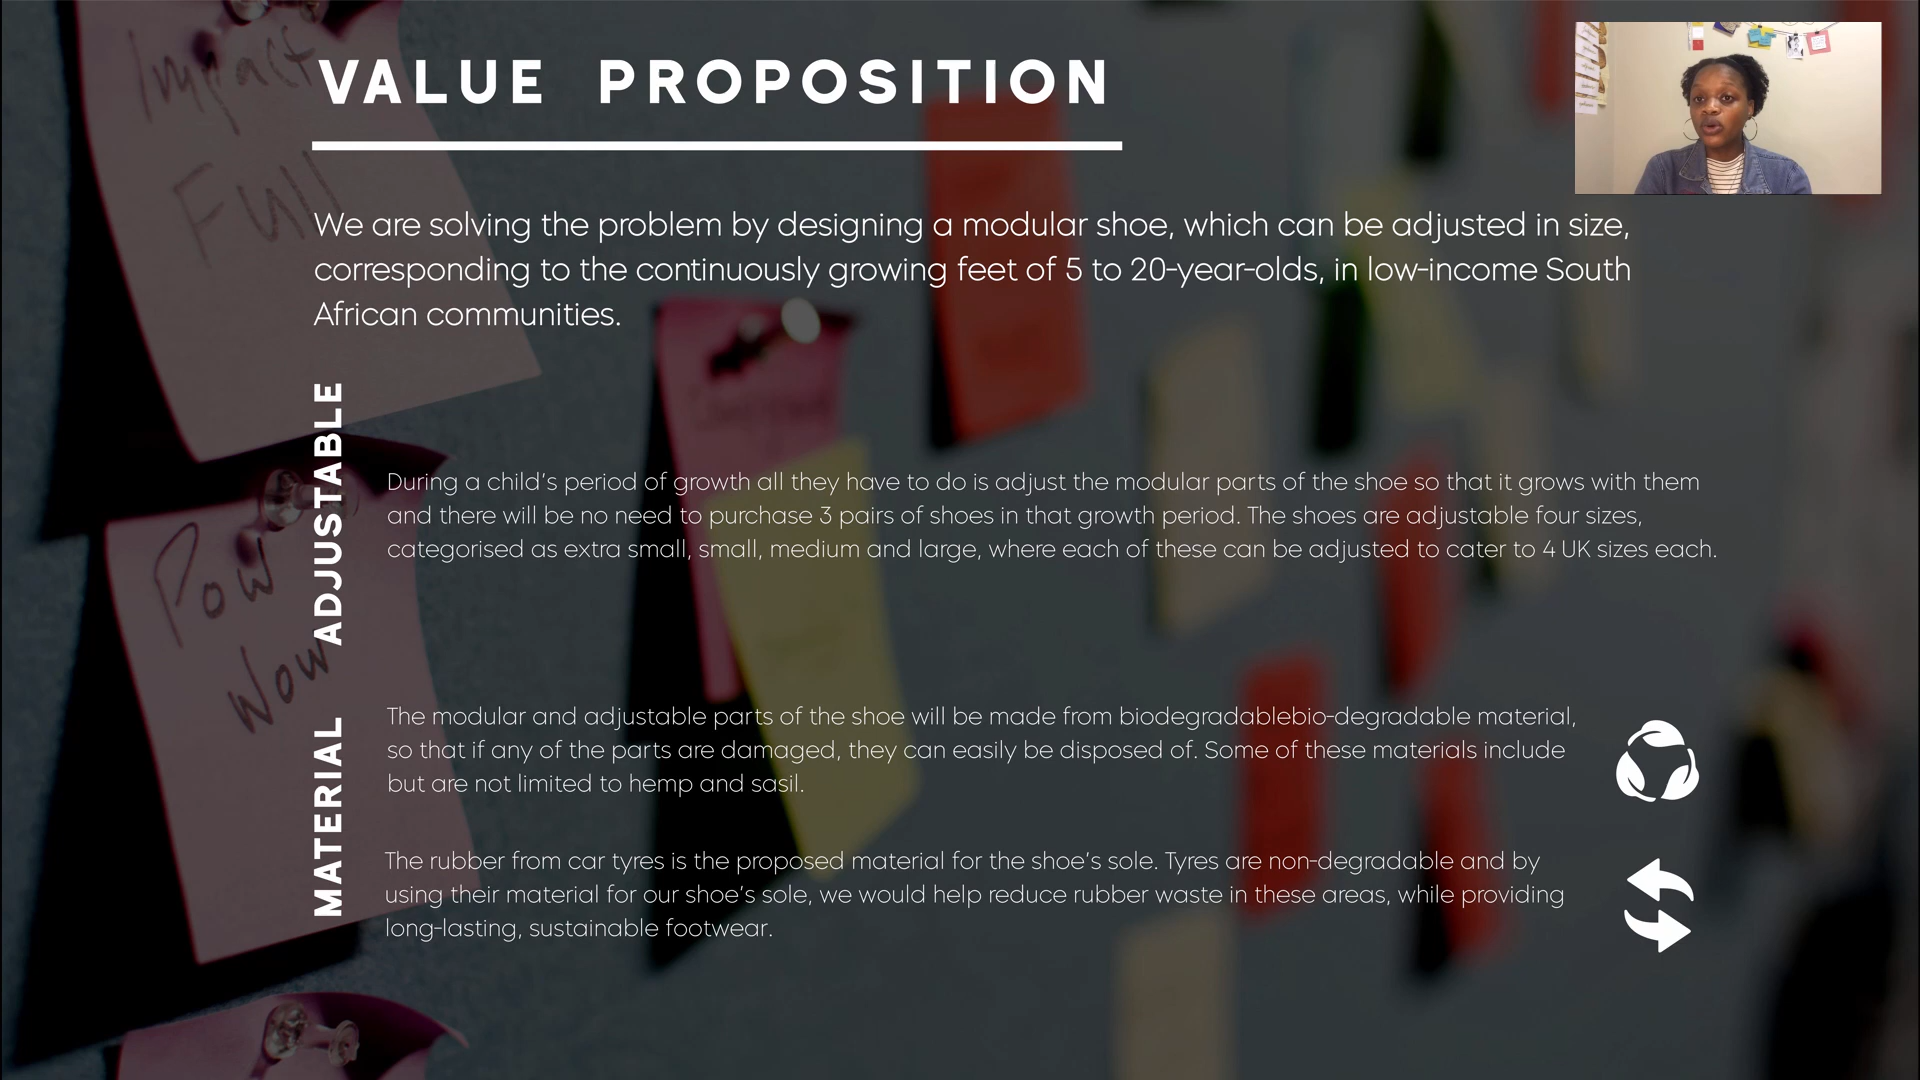 VALUE PROPOSITION
We are solving the problem by designing a modular shoe, which can be adjusted in size,
corresponding to the continuously growing feet of 5 to 20-year-olds, in low-income South
African communities.
ADJUSTABLE
During a child's period of growth all they have to do is adjust the modular parts of the shoe so that it grows with them
and there will be no need to purchase 3 pairs of shoes in that growth period. The shoes are adjustable four sizes,
categorised as extra small, small, medium and large, where each of these can be adjusted to cater to 4 UK sizes each.
MATERIAL
The modular and adjustable parts of the shoe will be made from biodegradablebio-degradable material,
so that if any of the parts are damaged, they can easily be disposed of. Some of these materials include
but are not limited to hemp and sasil.
The rubber from car tyres is the proposed material for the shoe's sole. Tyres are non-degradable and by
using their material for our shoe's sole, we would help reduce rubber waste in these areas, while providing
long-lasting, sustainable footwear.
Impact
Full
Pow
Wow